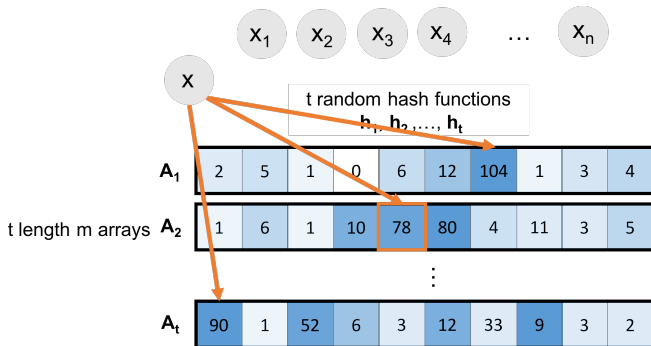 x₁ x₂ x₃ x₄ … xₙ
x
t random hash functions
h₁, h₂ ,…, hₜ
A₁ 2 5 1 0 6 12 104 1 3 4
t length m arrays A₂ 1 6 1 10 78 80 4 11 3 5
⋮
Aₜ 90 1 52 6 3 12 33 9 3 2